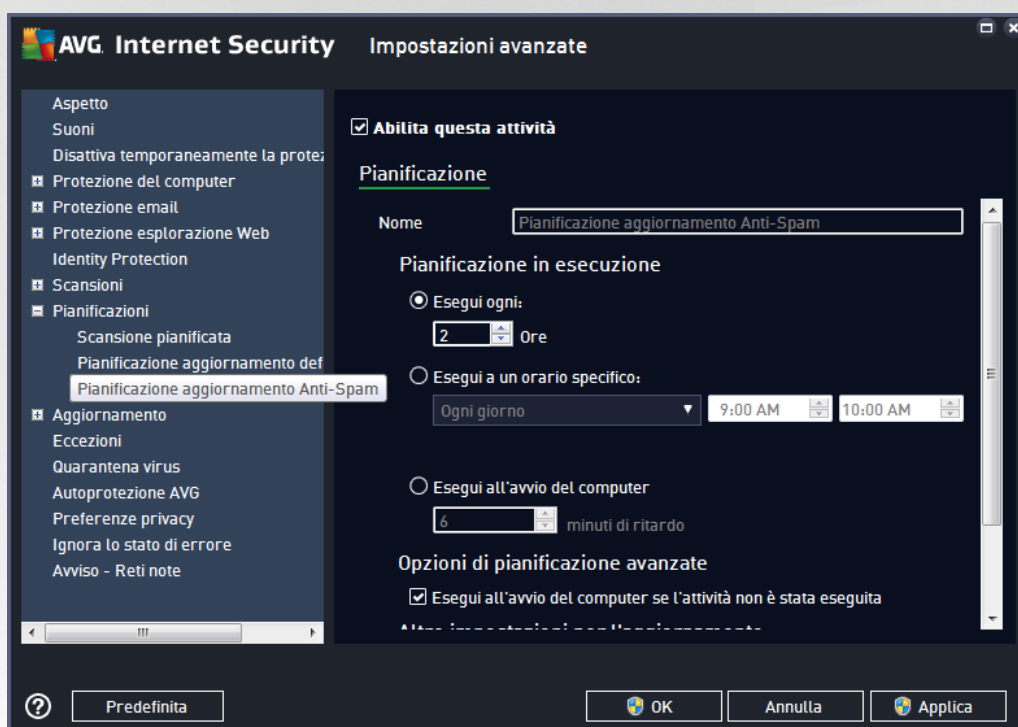 AVG. Internet Security Impostazioni avanzate
Aspetto
Suoni
Disattiva temporaneamente la protez
Protezione del computer
Protezione email
Protezione esplorazione Web
Identity Protection
Scansioni
Pianificazioni
Scansione pianificata
Pianificazione aggiornamento def
Pianificazione aggiornamento Anti-Spam
Aggiornamento
Eccezioni
Quarantena virus
Autoprotezione AVG
Preferenze privacy
Ignora lo stato di errore
Avviso - Reti note
Abilita questa attività
Pianificazione
Nome Pianificazione aggiornamento Anti-Spam
Pianificazione in esecuzione
Esegui ogni:
2 Ore
Esegui a un orario specifico:
Ogni giorno 9:00 AM 10:00 AM
Esegui all'avvio del computer
6 minuti di ritardo
Opzioni di pianificazione avanzate
Esegui all'avvio del computer se l'attività non è stata eseguita
Altre impostazioni per l'aggiornamento
? Predefinita OK Annulla Applica